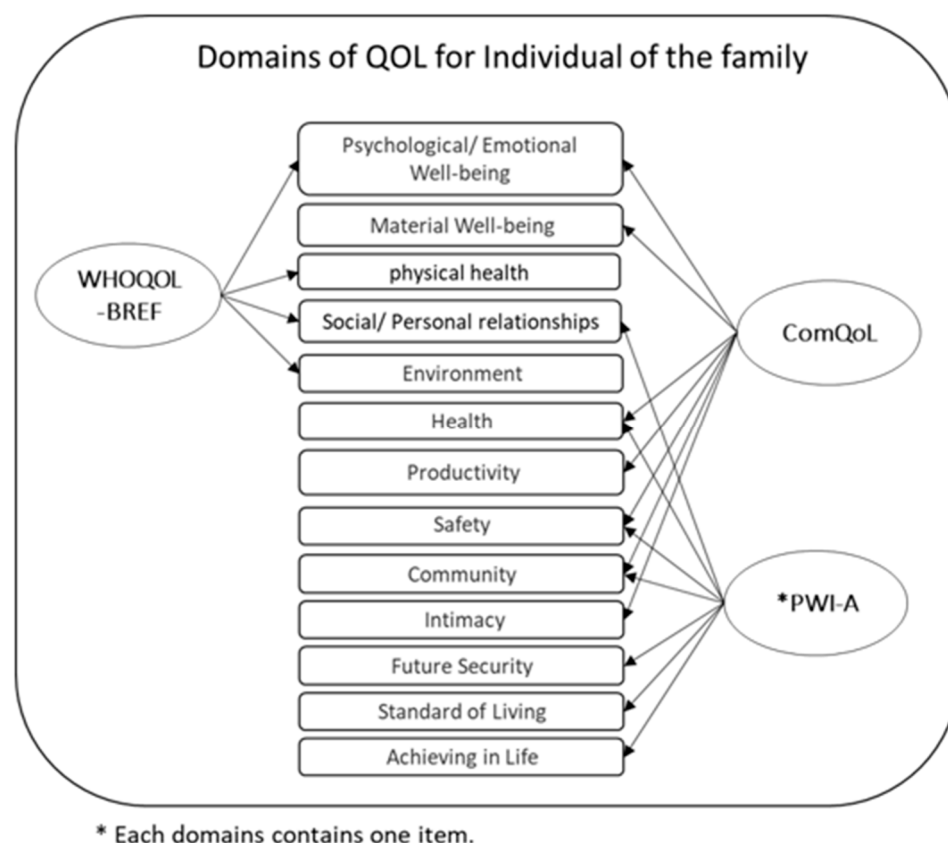 Domains of QOL for Individual of the family
Psychological/ Emotional
Well-being
Material Well-being
physical health
Social/ Personal relationships
Environment
Health
Productivity
Safety
Community
Intimacy
Future Security
Standard of Living
Achieving in Life
WHOQOL
-BREF
ComQoL
*PWI-A
* Each domains contains one item.